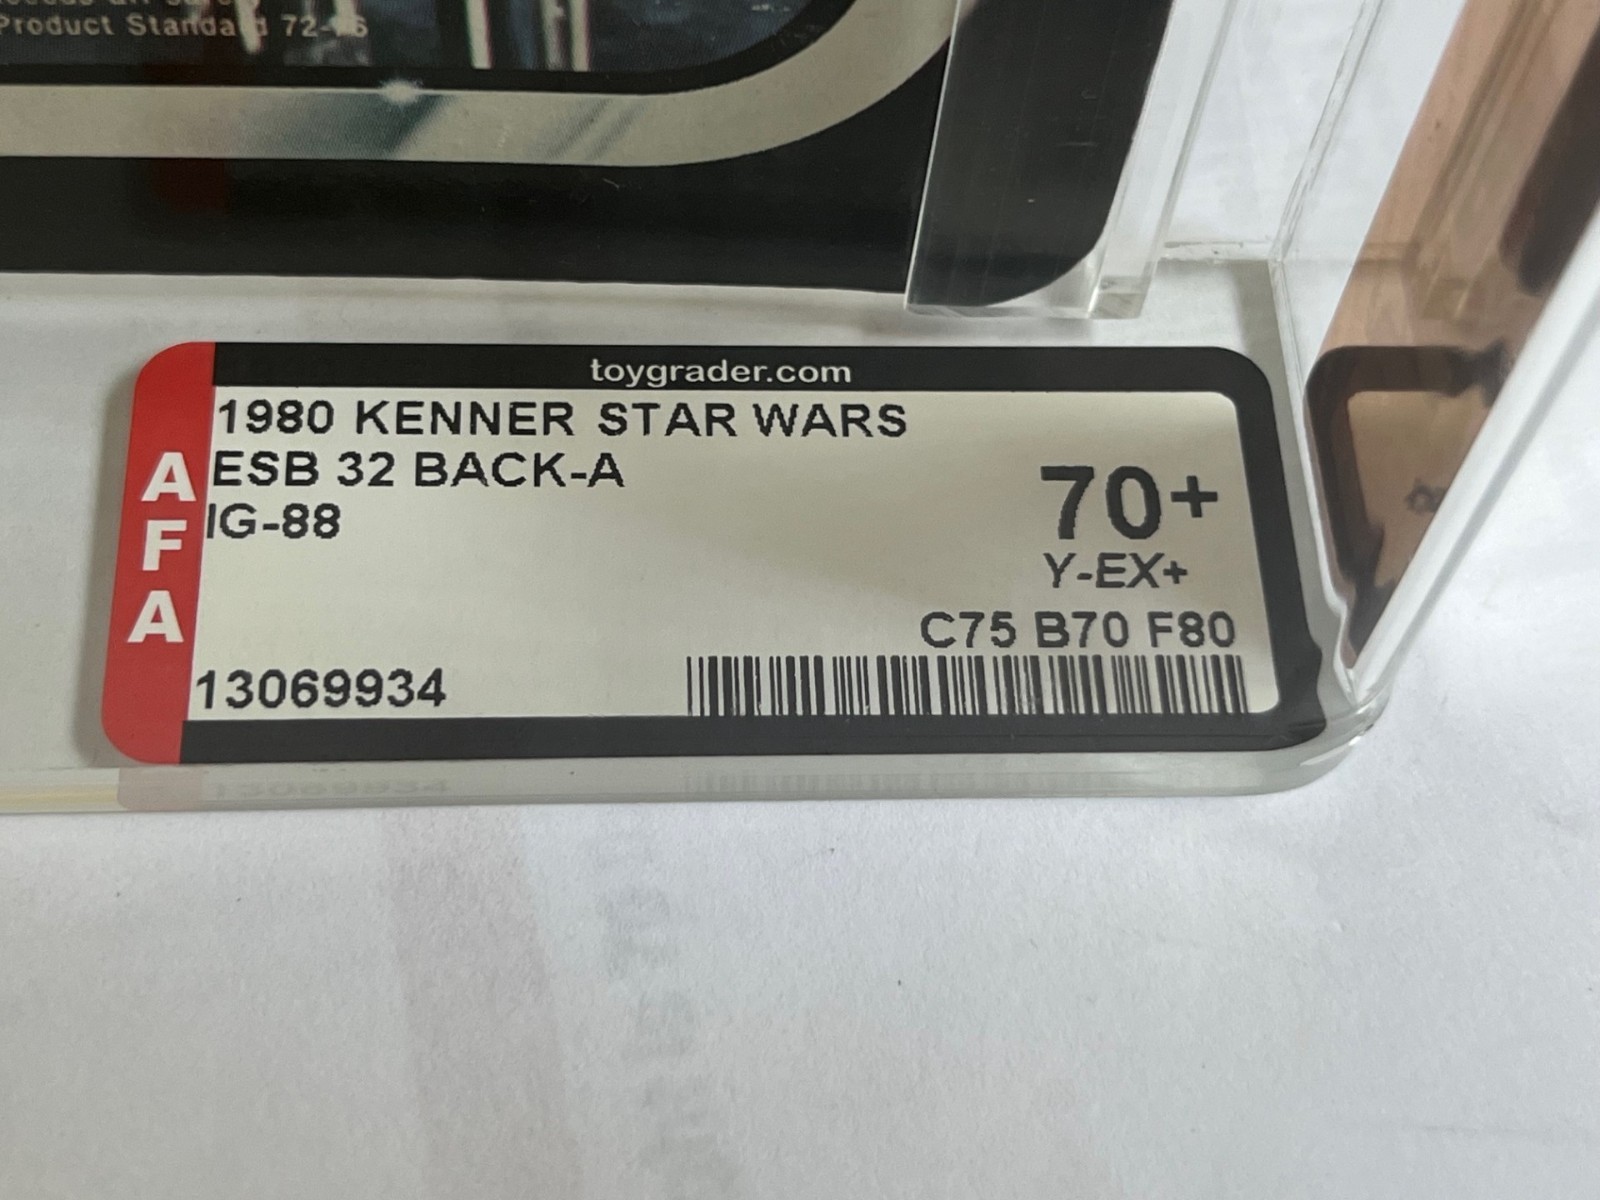 Product Standard 72-76
toygrader.com
AFA
1980 KENNER STAR WARS
ESB 32 BACK-A
IG-88
70+
Y-EX+
C75 B70 F80
13069934